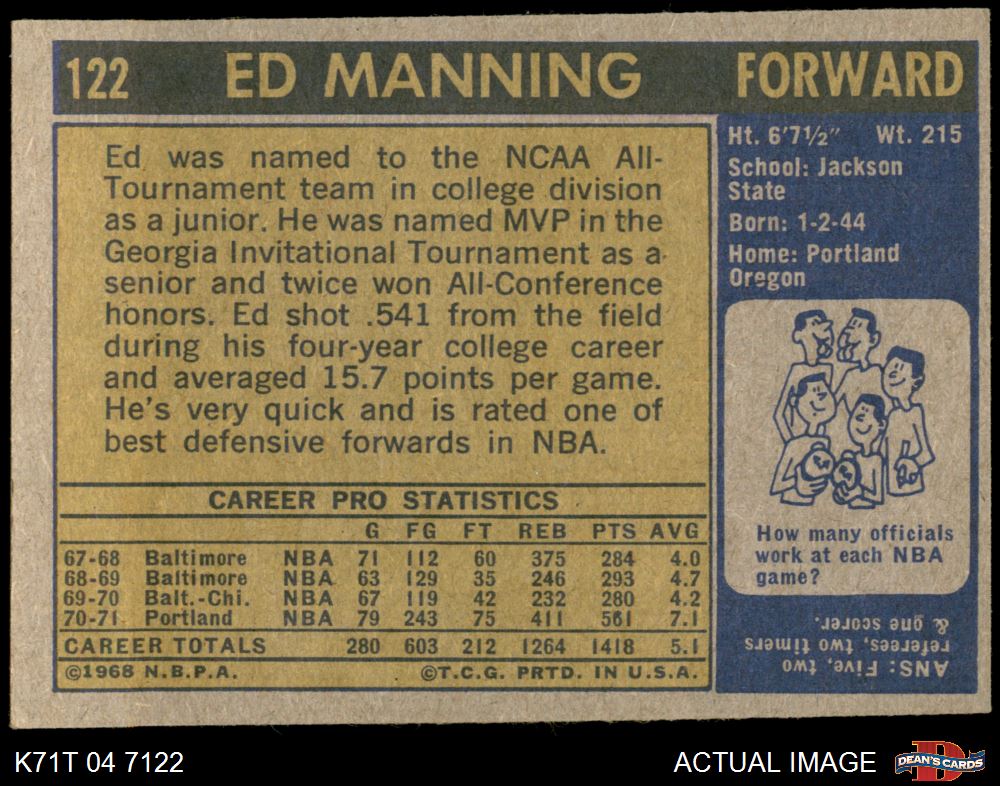 122 ED MANNING FORWARD
Ed was named to the NCAA All-
Tournament team in college division
as a junior. He was named MVP in the
Georgia Invitational Tournament as a
senior and twice won All-Conference
honors. Ed shot .541 from the field
during his four-year college career
and averaged 15.7 points per game.
He's very quick and is rated one of
best defensive forwards in NBA.
CAREER PRO STATISTICS
G FG FT REB PTS AVG
67-68 Baltimore NBA 71 112 60 375 284 4.0
68-69 Baltimore NBA 63 129 35 246 293 4.7
69-70 Balt.-Chi. NBA 67 119 42 232 280 4.2
70-71 Portland NBA 79 243 75 411 561 7.1
CAREER TOTALS 280 603 212 1264 1418 5.1
©1968 N.B.P.A. ©T.C.G. PRTD. IN U.S.A.
Ht. 6'7½" Wt. 215
School: Jackson
State
Born: 1-2-44
Home: Portland
Oregon
How many officials
work at each NBA
game?
ANS: Five, two
referees, two timers
& one scorer.
K71T 04 7122
ACTUAL IMAGE
DEAN'S CARDS